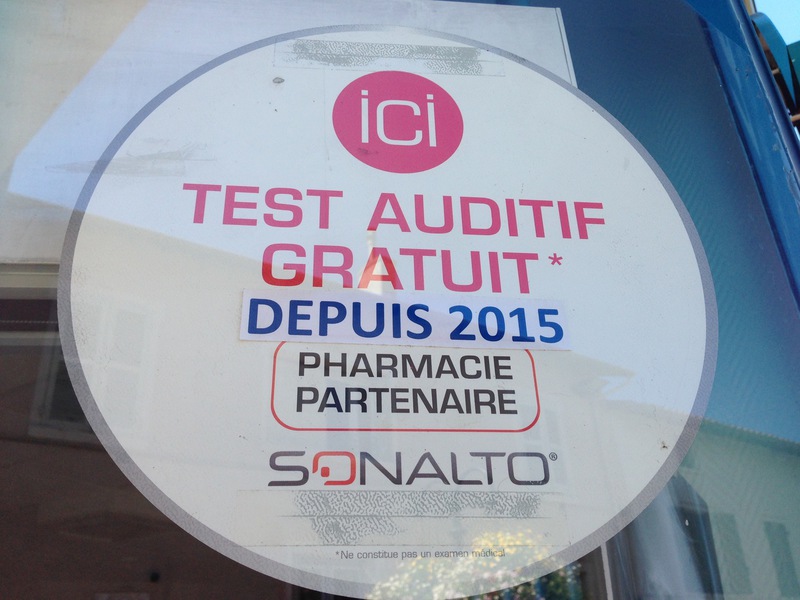 ici
TEST AUDITIF
GRATUIT*
DEPUIS 2015
PHARMACIE
PARTENAIRE
SONALTO®
*Ne constitue pas un examen médical